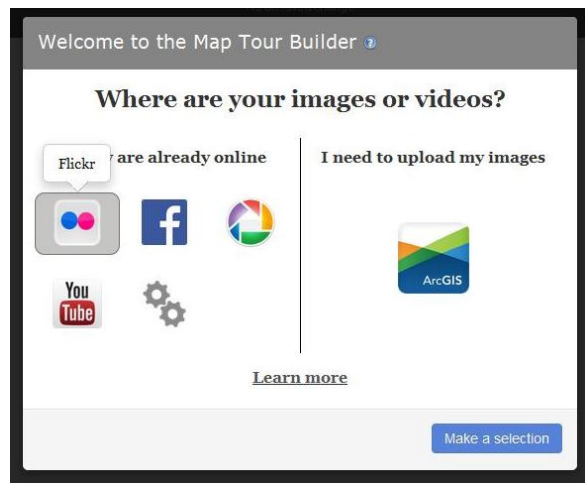 Welcome to the Map Tour Builder ?
Where are your images or videos?
y are already online
I need to upload my images
Flickr
f
You
Tube
ArcGIS
Learn more
Make a selection